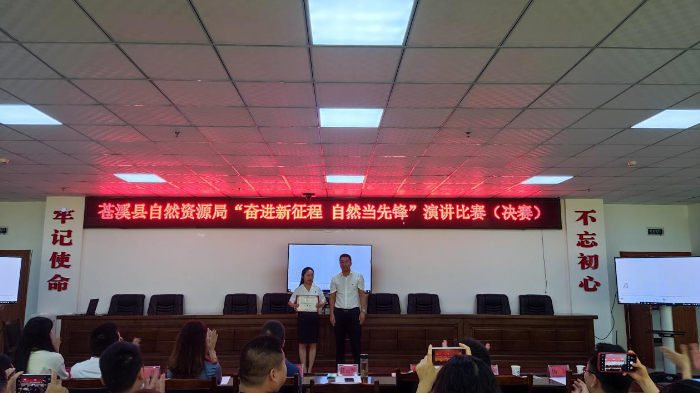 苍溪县自然资源局“奋进新征程 自然当先锋”演讲比赛（决赛）
牢记使命
不忘初心